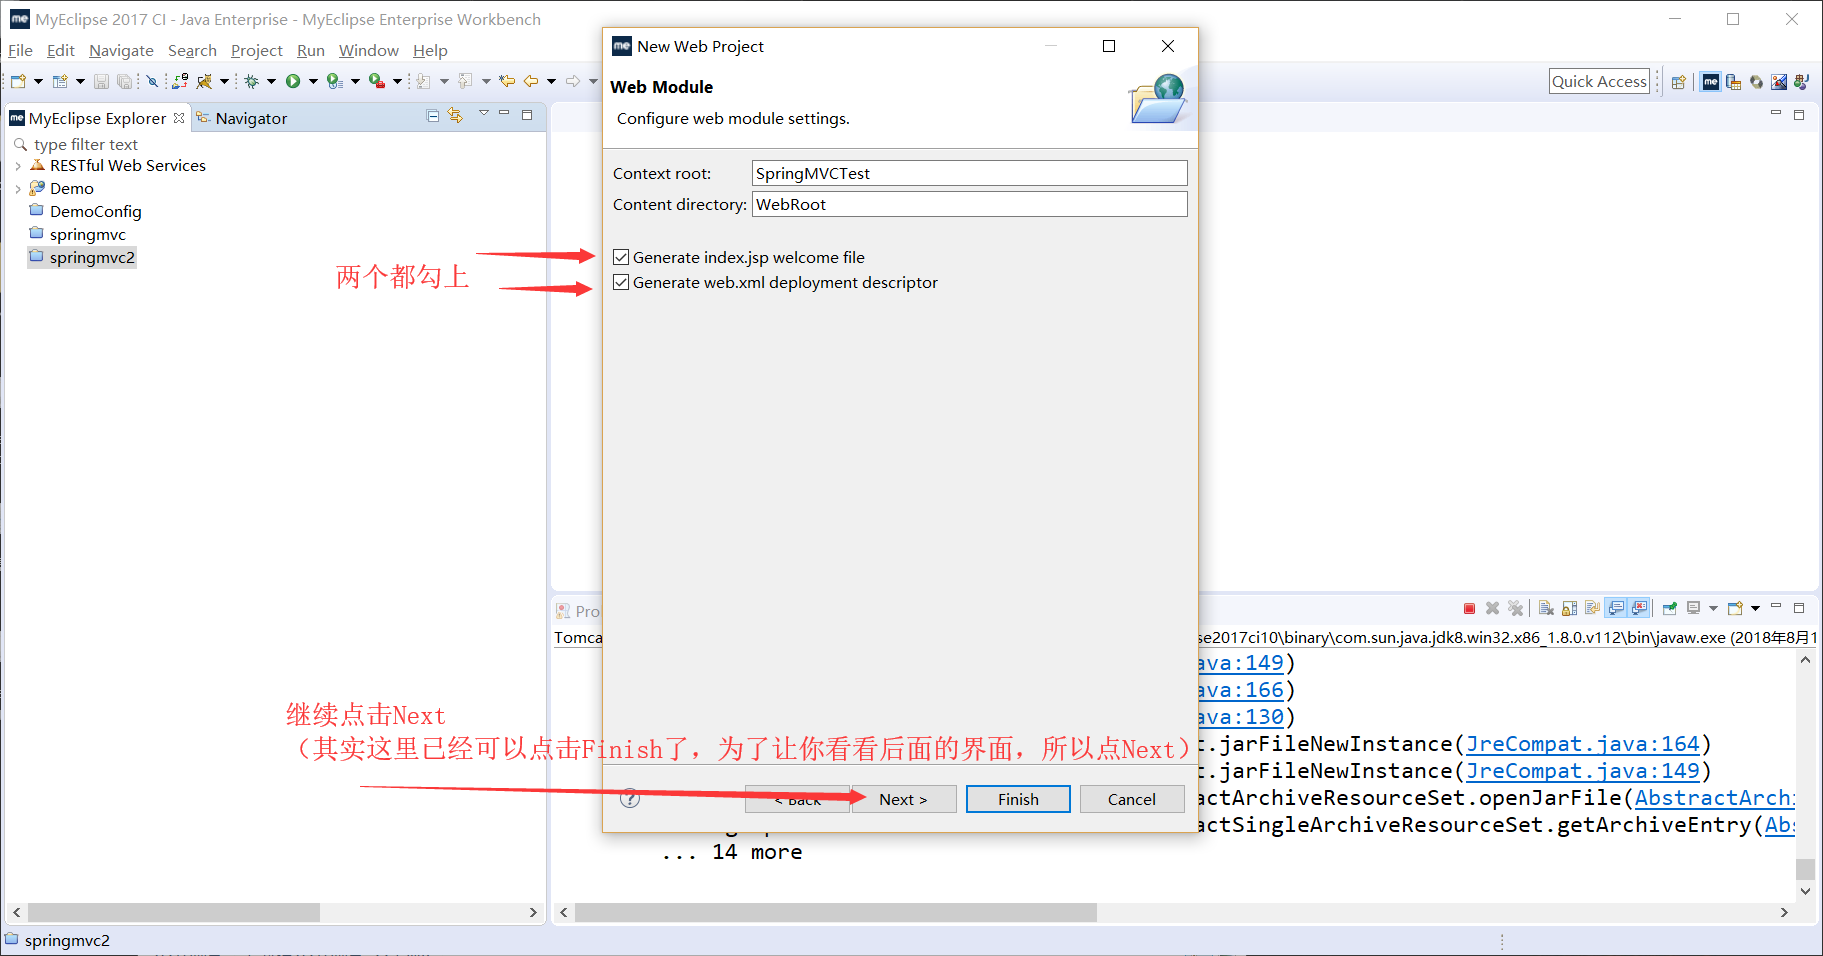 MyEclipse 2017 CI - Java Enterprise - MyEclipse Enterprise Workbench
File Edit Navigate Search Project Run Window Help
Quick Access
MyEclipse Explorer
Navigator
type filter text
RESTful Web Services
Demo
DemoConfig
springmvc
springmvc2
New Web Project
Web Module
Configure web module settings.
Context root: SpringMVCTest
Content directory: WebRoot
Generate index.jsp welcome file
Generate web.xml deployment descriptor
两个都勾上
继续点击Next
（其实这里已经可以点击Finish了，为了让你看看后面的界面，所以点Next）
< Back
Next >
Finish
Cancel
Pro
Tomca
se2017ci10\binary\com.sun.java.jdk8.win32.x86_1.8.0.v112\bin\javaw.exe (2018年8月1
ava:149)
ava:166)
ava:130)
t.jarFileNewInstance(JreCompat.java:164)
t.jarFileNewInstance(JreCompat.java:149)
actArchiveResourceSet.openJarFile(AbstractArchi
actSingleArchiveResourceSet.getArchiveEntry(Abs
... 14 more
springmvc2